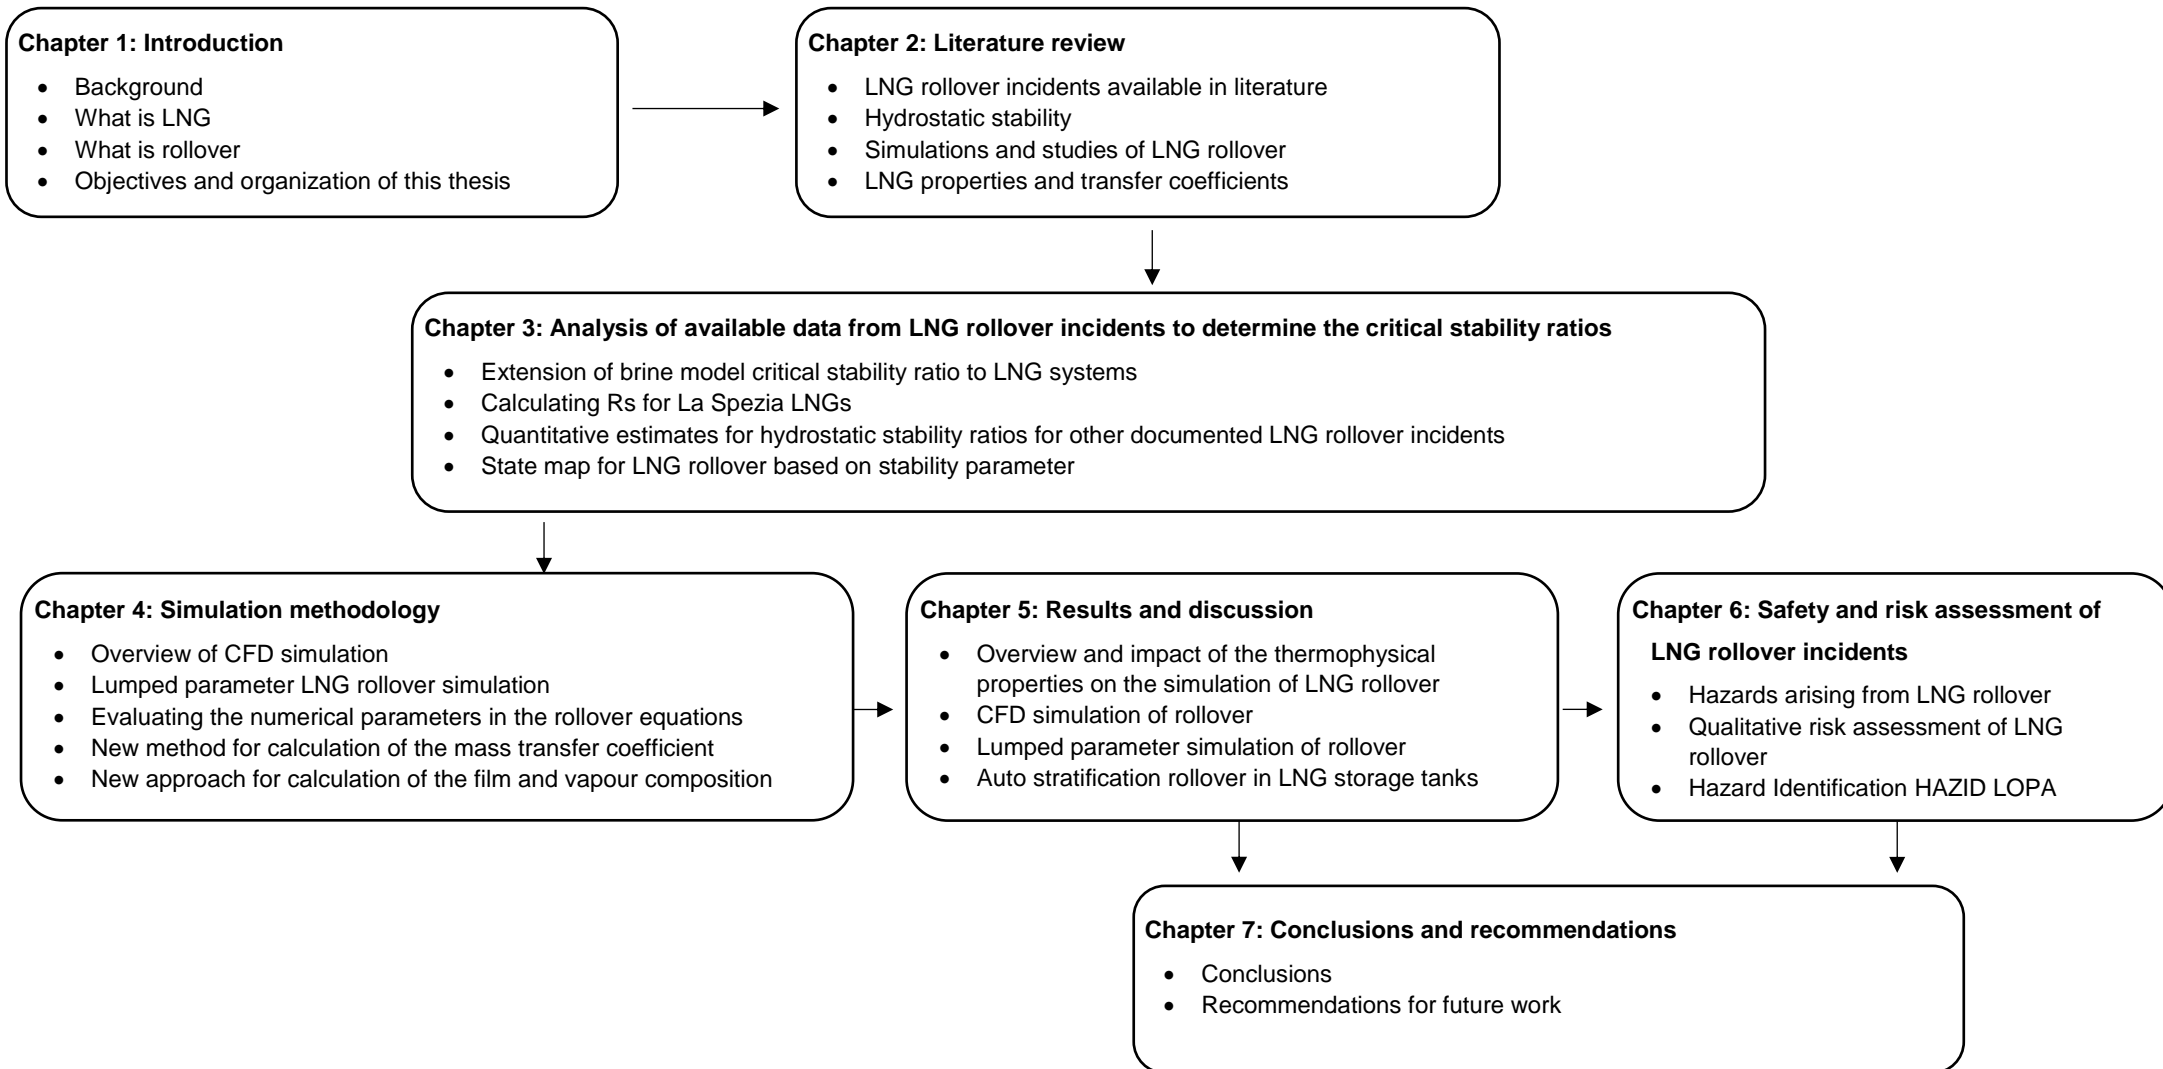 Chapter 1: Introduction
• Background
• What is LNG
• What is rollover
• Objectives and organization of this thesis
Chapter 2: Literature review
• LNG rollover incidents available in literature
• Hydrostatic stability
• Simulations and studies of LNG rollover
• LNG properties and transfer coefficients
Chapter 3: Analysis of available data from LNG rollover incidents to determine the critical stability ratios
• Extension of brine model critical stability ratio to LNG systems
• Calculating Rs for La Spezia LNGs
• Quantitative estimates for hydrostatic stability ratios for other documented LNG rollover incidents
• State map for LNG rollover based on stability parameter
Chapter 4: Simulation methodology
• Overview of CFD simulation
• Lumped parameter LNG rollover simulation
• Evaluating the numerical parameters in the rollover equations
• New method for calculation of the mass transfer coefficient
• New approach for calculation of the film and vapour composition
Chapter 5: Results and discussion
• Overview and impact of the thermophysical
properties on the simulation of LNG rollover
• CFD simulation of rollover
• Lumped parameter simulation of rollover
• Auto stratification rollover in LNG storage tanks
Chapter 6: Safety and risk assessment of
LNG rollover incidents
• Hazards arising from LNG rollover
• Qualitative risk assessment of LNG
rollover
• Hazard Identification HAZID LOPA
Chapter 7: Conclusions and recommendations
• Conclusions
• Recommendations for future work